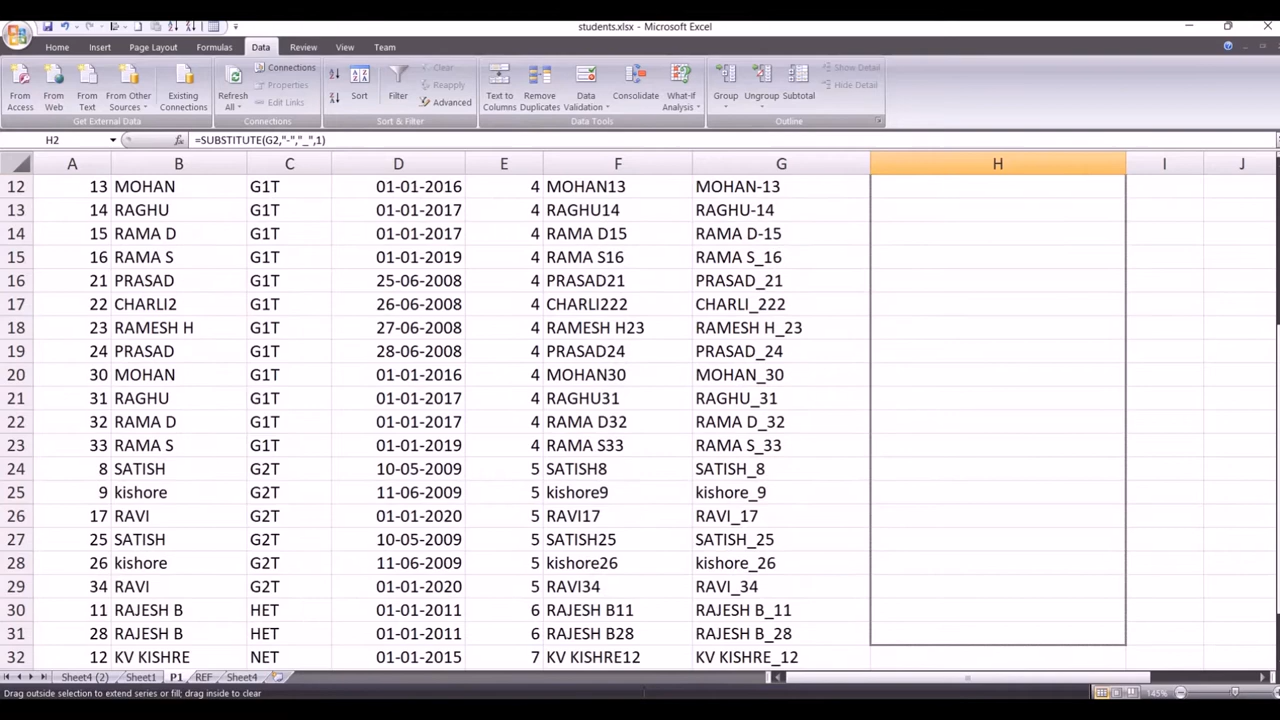 students.xlsx - Microsoft Excel
Home Insert Page Layout Formulas Data Review View Team
From Access
From Web
From Text
From Other Sources
Existing Connections
Get External Data
Refresh All
Connections
Properties
Edit Links
Connections
Sort
Filter
Clear
Reapply
Advanced
Sort & Filter
Text to Columns
Remove Duplicates
Data Validation
Consolidate
What-If Analysis
Data Tools
Group
Ungroup
Subtotal
Show Detail
Hide Detail
Outline
H2 fx =SUBSTITUTE(G2,"-","_",1)
A B C D E F G H I J
12 13 MOHAN G1T 01-01-2016 4 MOHAN13 MOHAN-13
13 14 RAGHU G1T 01-01-2017 4 RAGHU14 RAGHU-14
14 15 RAMA D G1T 01-01-2017 4 RAMA D15 RAMA D-15
15 16 RAMA S G1T 01-01-2019 4 RAMA S16 RAMA S_16
16 21 PRASAD G1T 25-06-2008 4 PRASAD21 PRASAD_21
17 22 CHARLI2 G1T 26-06-2008 4 CHARLI222 CHARLI_222
18 23 RAMESH H G1T 27-06-2008 4 RAMESH H23 RAMESH H_23
19 24 PRASAD G1T 28-06-2008 4 PRASAD24 PRASAD_24
20 30 MOHAN G1T 01-01-2016 4 MOHAN30 MOHAN_30
21 31 RAGHU G1T 01-01-2017 4 RAGHU31 RAGHU_31
22 32 RAMA D G1T 01-01-2017 4 RAMA D32 RAMA D_32
23 33 RAMA S G1T 01-01-2019 4 RAMA S33 RAMA S_33
24 8 SATISH G2T 10-05-2009 5 SATISH8 SATISH_8
25 9 kishore G2T 11-06-2009 5 kishore9 kishore_9
26 17 RAVI G2T 01-01-2020 5 RAVI17 RAVI_17
27 25 SATISH G2T 10-05-2009 5 SATISH25 SATISH_25
28 26 kishore G2T 11-06-2009 5 kishore26 kishore_26
29 34 RAVI G2T 01-01-2020 5 RAVI34 RAVI_34
30 11 RAJESH B HET 01-01-2011 6 RAJESH B11 RAJESH B_11
31 28 RAJESH B HET 01-01-2011 6 RAJESH B28 RAJESH B_28
32 12 KV KISHRE NET 01-01-2015 7 KV KISHRE12 KV KISHRE_12
Sheet4 (2) Sheet1 P1 REF Sheet4
Drag outside selection to extend series or fill; drag inside to clear 145%